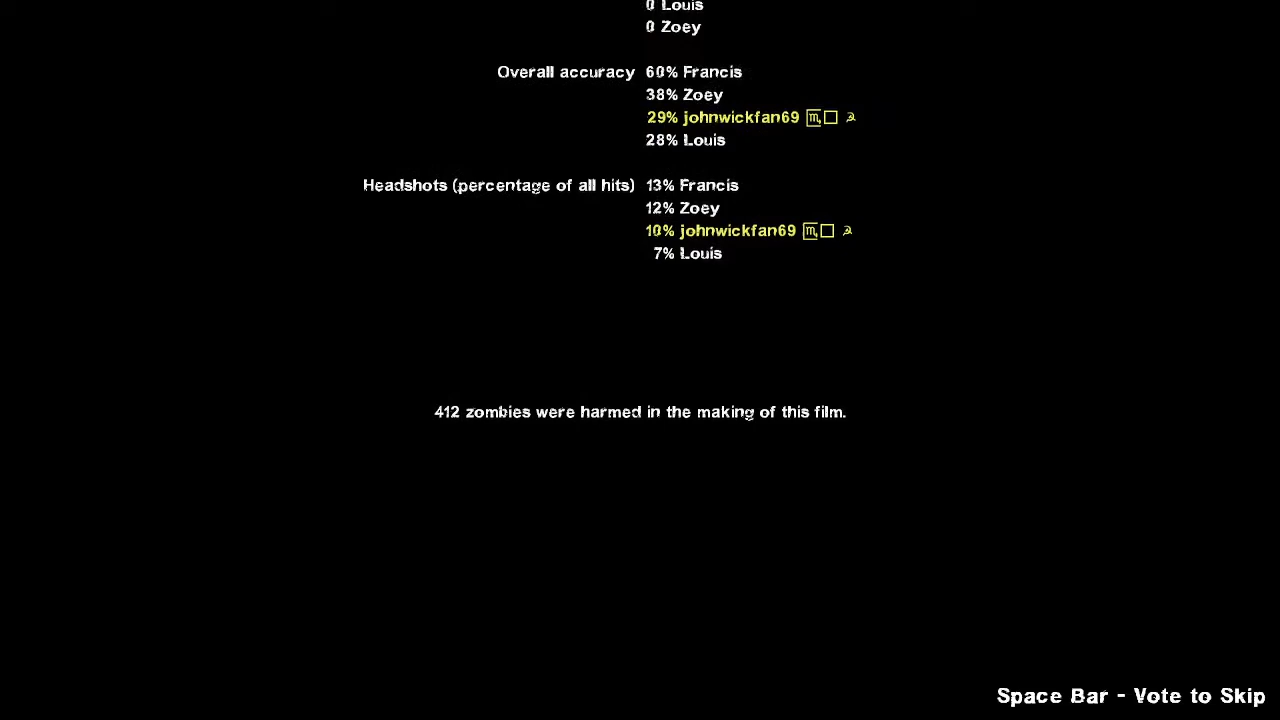 0 Louis
0 Zoey
Overall accuracy 60% Francis
38% Zoey
29% johnwickfan69 ♏□ ☭
28% Louis
Headshots (percentage of all hits) 13% Francis
12% Zoey
10% johnwickfan69 ♏□ ☭
7% Louis
412 zombies were harmed in the making of this film.
Space Bar - Vote to Skip